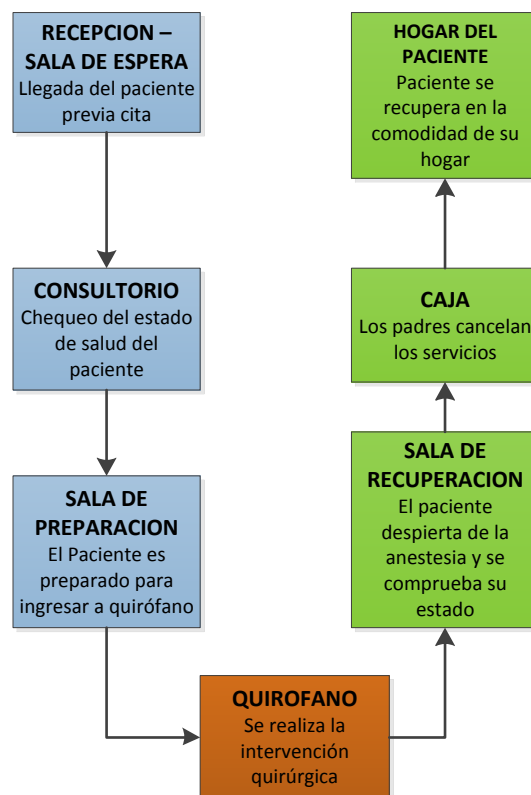 RECEPCION –
SALA DE ESPERA
Llegada del paciente
previa cita
CONSULTORIO
Chequeo del estado
de salud del
paciente
SALA DE
PREPARACION
El Paciente es
preparado para
ingresar a quirófano
QUIROFANO
Se realiza la
intervención
quirúrgica
SALA DE
RECUPERACION
El paciente
despierta de la
anestesia y se
comprueba su
estado
CAJA
Los padres cancelan
los servicios
HOGAR DEL
PACIENTE
Paciente se
recupera en la
comodidad de su
hogar